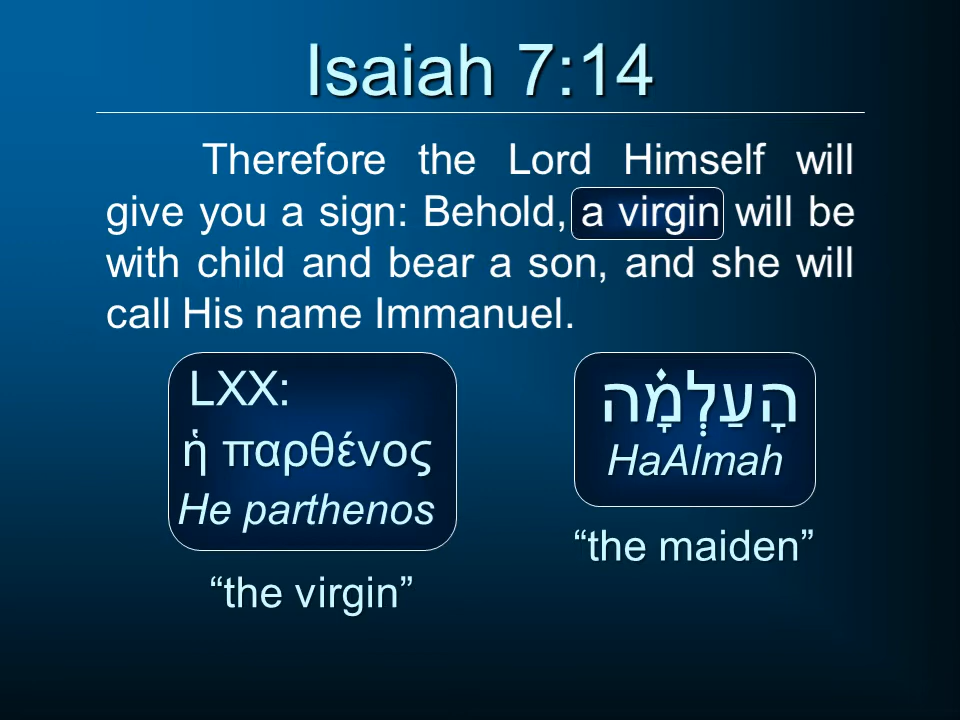 Isaiah 7:14
Therefore the Lord Himself will
give you a sign: Behold, a virgin will be
with child and bear a son, and she will
call His name Immanuel.
LXX:
ἡ παρθένος
He parthenos
“the virgin”
הָעַלְמָ֗ה
HaAlmah
“the maiden”